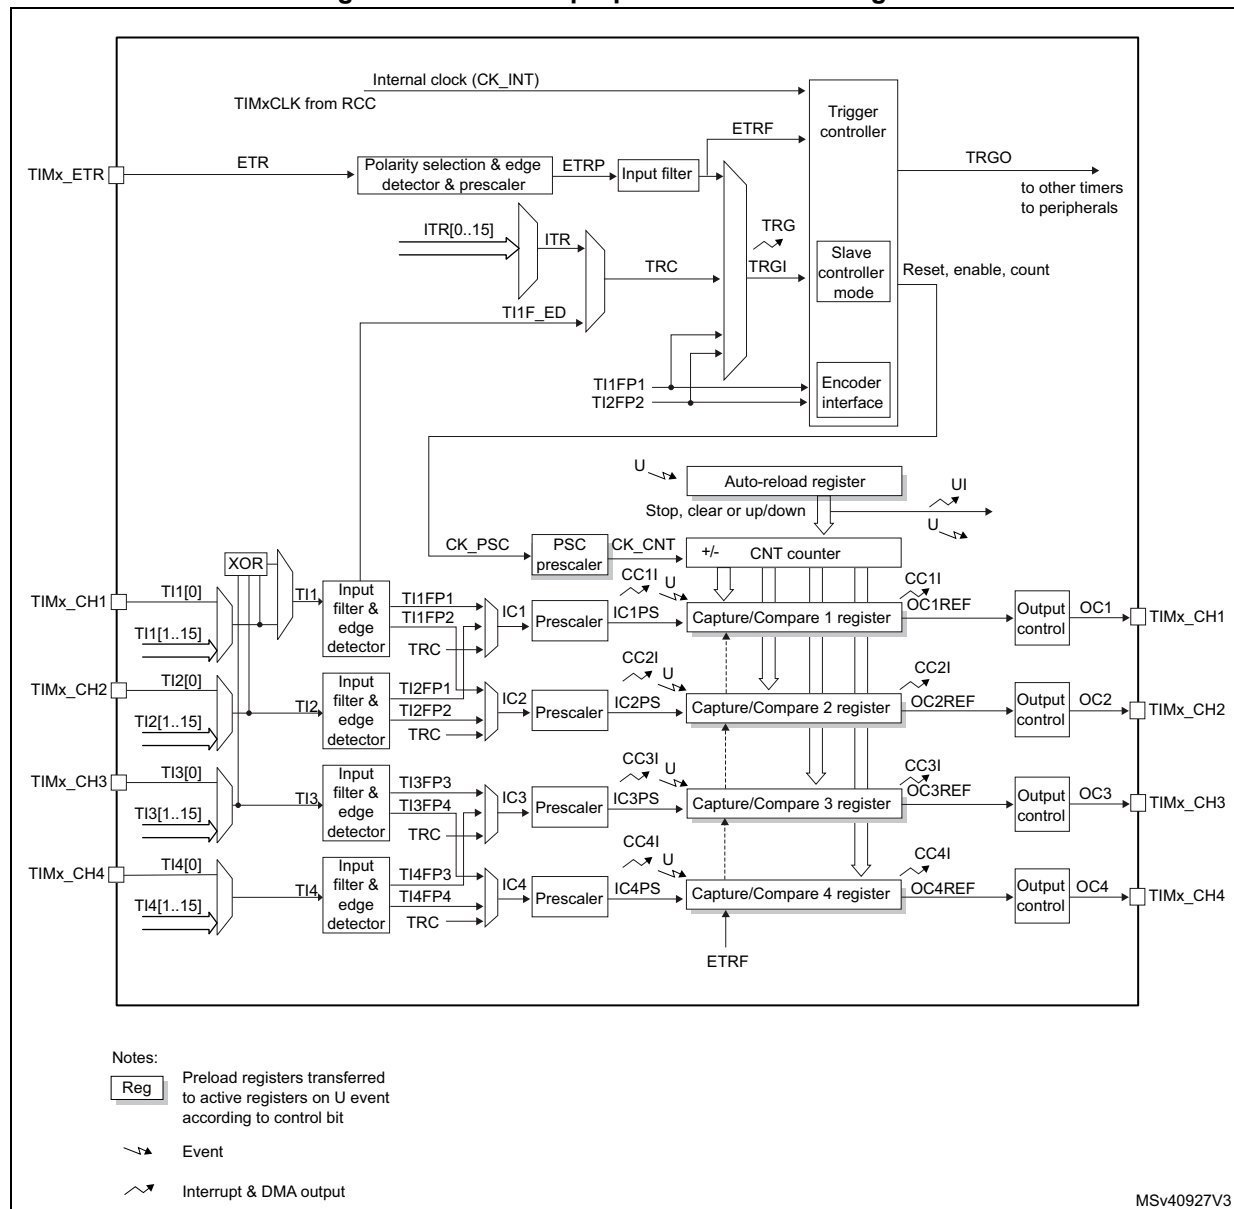 Internal clock (CK_INT)
TIMxCLK from RCC
Trigger
controller
ETRF
TIMx_ETR
ETR
Polarity selection & edge
detector & prescaler
ETRP
Input filter
TRGO
to other timers
to peripherals
ITR[0..15]
ITR
TRC
TRG
TRGI
Slave
controller
mode
Reset, enable, count
TI1F_ED
TI1FP1
TI2FP2
Encoder
interface
U
Auto-reload register
UI
Stop, clear or up/down
U
CK_PSC
PSC
prescaler
CK_CNT
+/-
CNT counter
XOR
TIMx_CH1
TI1[0]
TI1[1..15]
TI1
Input
filter &
edge
detector
TI1FP1
TI1FP2
TRC
IC1
Prescaler
IC1PS
CC1I
U
Capture/Compare 1 register
CC1I
OC1REF
Output
control
OC1
TIMx_CH1
TIMx_CH2
TI2[0]
TI2[1..15]
TI2
Input
filter &
edge
detector
TI2FP1
TI2FP2
TRC
IC2
Prescaler
IC2PS
CC2I
U
Capture/Compare 2 register
CC2I
OC2REF
Output
control
OC2
TIMx_CH2
TIMx_CH3
TI3[0]
TI3[1..15]
TI3
Input
filter &
edge
detector
TI3FP3
TI3FP4
TRC
IC3
Prescaler
IC3PS
CC3I
U
Capture/Compare 3 register
CC3I
OC3REF
Output
control
OC3
TIMx_CH3
TIMx_CH4
TI4[0]
TI4[1..15]
TI4
Input
filter &
edge
detector
TI4FP3
TI4FP4
TRC
IC4
Prescaler
IC4PS
CC4I
U
Capture/Compare 4 register
CC4I
OC4REF
Output
control
OC4
TIMx_CH4
ETRF
Notes:
Reg
Preload registers transferred
to active registers on U event
according to control bit
Event
Interrupt & DMA output
MSv40927V3